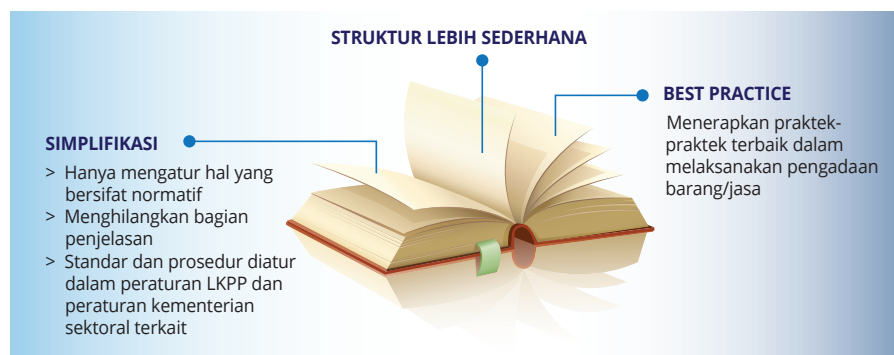 STRUKTUR LEBIH SEDERHANA
SIMPLIFIKASI
> Hanya mengatur hal yang
bersifat normatif
> Menghilangkan bagian
penjelasan
> Standar dan prosedur diatur
dalam peraturan LKPP dan
peraturan kementerian
sektoral terkait
BEST PRACTICE
Menerapkan praktek-
praktek terbaik dalam
melaksanakan pengadaan
barang/jasa